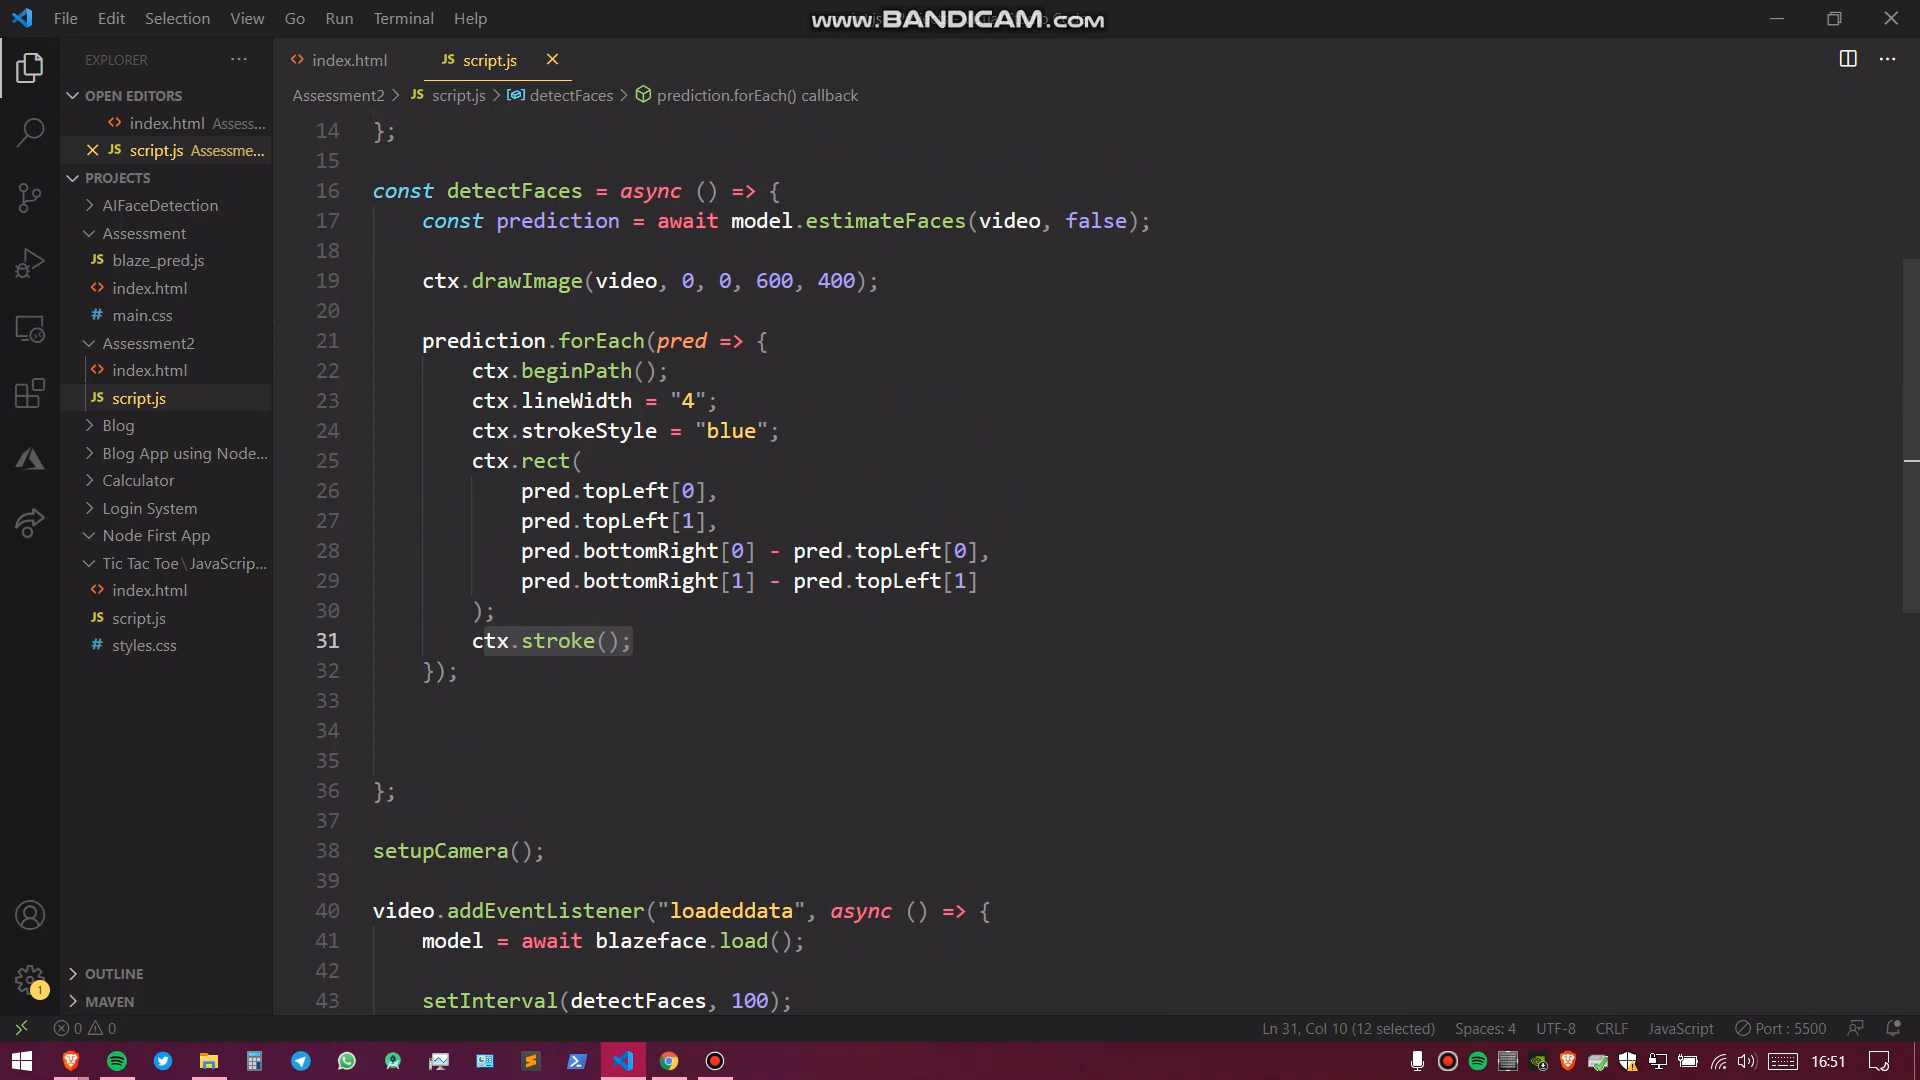 File Edit Selection View Go Run Terminal Help
www.BANDICAM.com
EXPLORER
index.html
JS script.js
OPEN EDITORS
Assessment2 > JS script.js > detectFaces > prediction.forEach() callback
index.html Assess...
JS script.js Assessme...
PROJECTS
AIFaceDetection
Assessment
JS blaze_pred.js
index.html
# main.css
Assessment2
index.html
JS script.js
Blog
Blog App using Node...
Calculator
Login System
Node First App
Tic Tac Toe\JavaScrip...
index.html
JS script.js
# styles.css
OUTLINE
MAVEN
14 };
15
16 const detectFaces = async () => {
17 const prediction = await model.estimateFaces(video, false);
18
19 ctx.drawImage(video, 0, 0, 600, 400);
20
21 prediction.forEach(pred => {
22 ctx.beginPath();
23 ctx.lineWidth = "4";
24 ctx.strokeStyle = "blue";
25 ctx.rect(
26 pred.topLeft[0],
27 pred.topLeft[1],
28 pred.bottomRight[0] - pred.topLeft[0],
29 pred.bottomRight[1] - pred.topLeft[1]
30 );
31 ctx.stroke();
32 });
33
34
35
36 };
37
38 setupCamera();
39
40 video.addEventListener("loadeddata", async () => {
41 model = await blazeface.load();
42
43 setInterval(detectFaces, 100);
1
0 0
Ln 31, Col 10 (12 selected) Spaces: 4 UTF-8 CRLF JavaScript Port : 5500
16:51